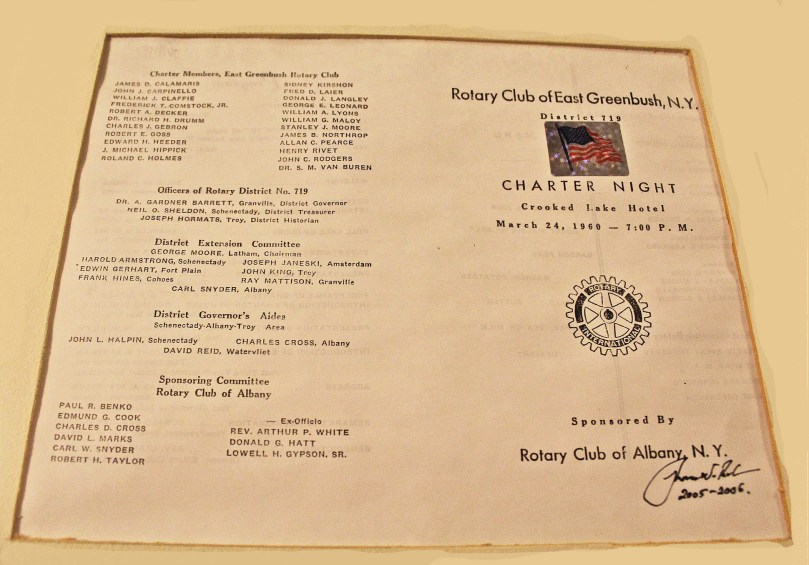 Charter Members, East Greenbush Rotary Club
JAMES D. CALAMARIS
JOHN J. CARPINELLO
WILLIAM J. CLAFFIE
FREDERICK T. COMSTOCK, JR.
ROBERT A. DECKER
DR. RICHARD H. DRUMM
CHARLES J. GEBRON
ROBERT E. GOSS
EDWARD H. HEEDER
J. MICHAEL HIPPICK
ROLAND C. HOLMES
SIDNEY KIRSHON
FRED D. LAIER
DONALD J. LANGLEY
GEORGE E. LEONARD
WILLIAM A. LYONS
WILLIAM G. MALOY
STANLEY J. MOORE
JAMES B. NORTHROP
ALLAN C. PEARCE
HENRY RIVET
JOHN C. RODGERS
DR. S. M. VAN BUREN
Officers of Rotary District No. 719
DR. A. GARDNER BARRETT, Granville, District Governor
NEIL O. SHELDON, Schenectady, District Treasurer
JOSEPH HORMATS, Troy, District Historian
District Extension Committee
GEORGE MOORE, Latham, Chairman
HAROLD ARMSTRONG, Schenectady JOSEPH JANESKI, Amsterdam
EDWIN GERHART, Fort Plain JOHN KING, Troy
FRANK HINES, Cohoes RAY MATTISON, Granville
CARL SNYDER, Albany
District Governor's Aides
Schenectady-Albany-Troy Area
JOHN L. HALPIN, Schenectady CHARLES CROSS, Albany
DAVID REID, Watervliet
Sponsoring Committee
Rotary Club of Albany
PAUL R. BENKO
EDMUND G. COOK
CHARLES D. CROSS
DAVID L. MARKS
CARL W. SNYDER
ROBERT H. TAYLOR
— Ex-Officio
REV. ARTHUR P. WHITE
DONALD G. HATT
LOWELL H. GYPSON, SR.
Rotary Club of East Greenbush, N.Y.
District 719
CHARTER NIGHT
Crooked Lake Hotel
March 24, 1960 — 7:00 P. M.
ROTARY
INTERNATIONAL
Sponsored By
Rotary Club of Albany, N. Y.
2005-2006.